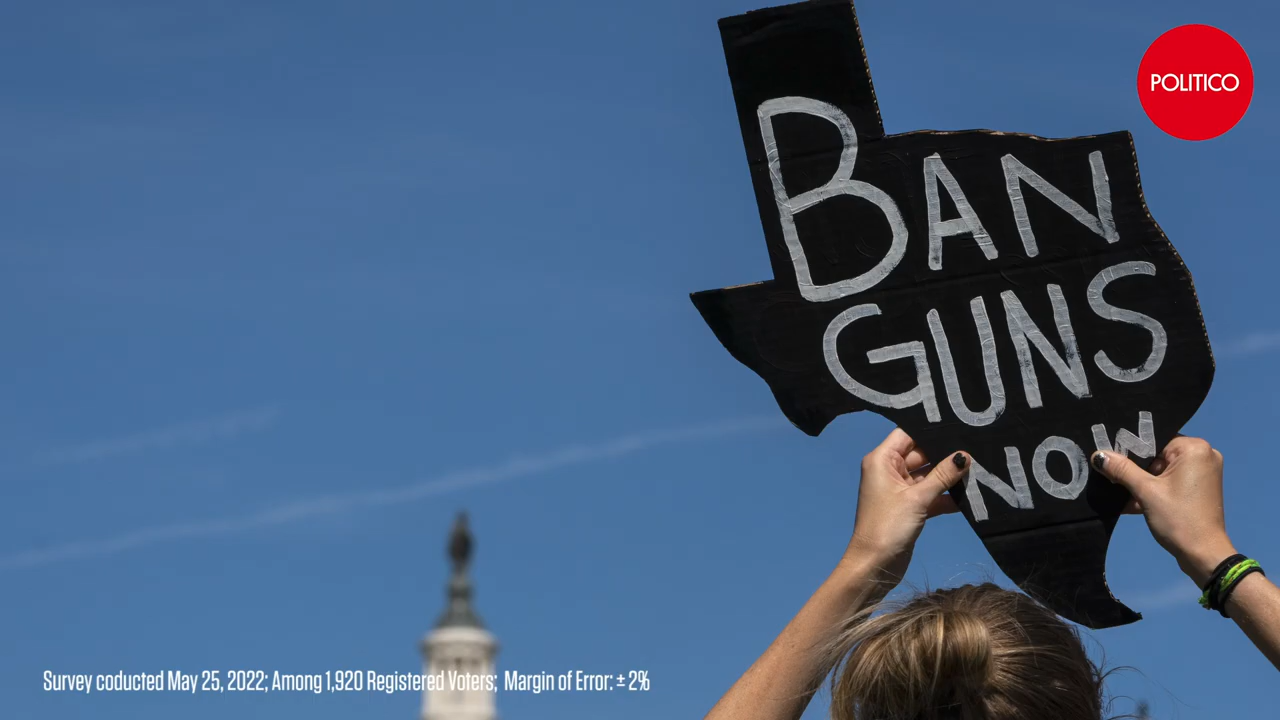 POLITICO
BAN
GUNS
NOW
Survey coducted May 25, 2022; Among 1,920 Registered Voters;  Margin of Error: ± 2%